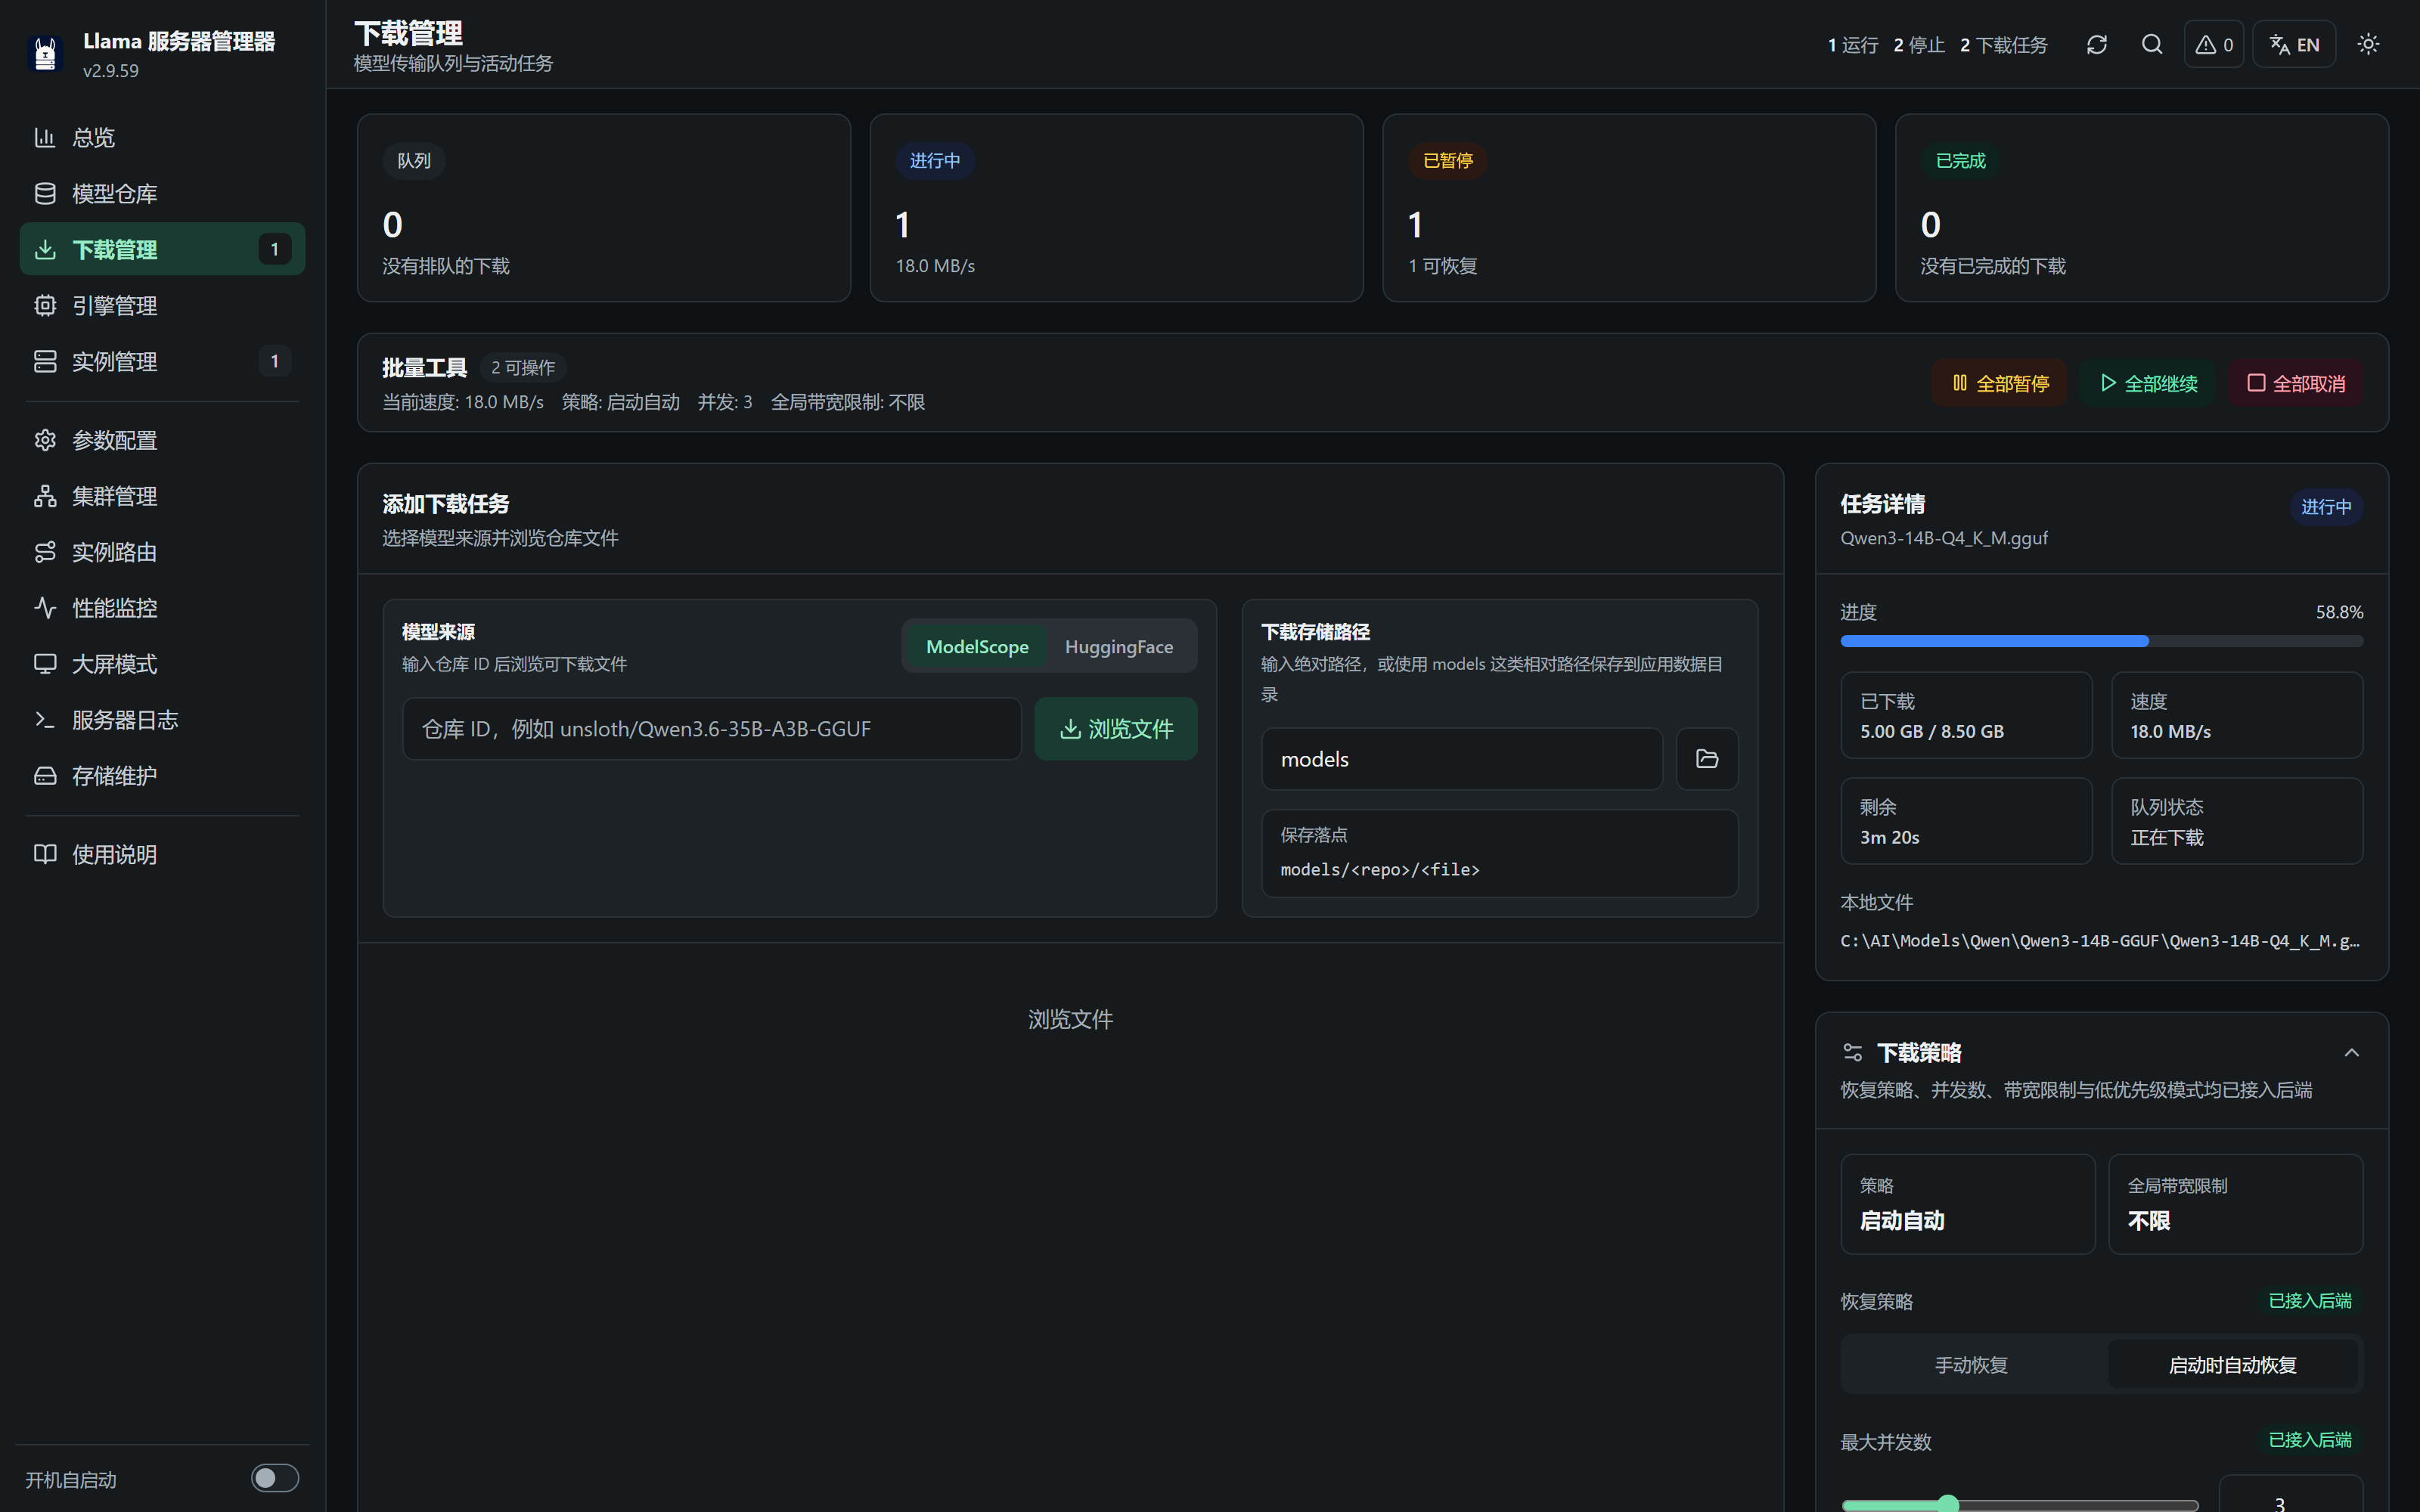 Llama 服务器管理器
v2.9.59
总览
模型仓库
下载管理 1
引擎管理
实例管理 1
参数配置
集群管理
实例路由
性能监控
大屏模式
服务器日志
存储维护
使用说明
开机自启动
下载管理
模型传输队列与活动任务
1 运行 2 停止 2 下载任务 0 EN
队列
0
没有排队的下载
进行中
1
18.0 MB/s
已暂停
1
1 可恢复
已完成
0
没有已完成的下载
批量工具 2 可操作
当前速度: 18.0 MB/s 策略: 启动自动 并发: 3 全局带宽限制: 不限
全部暂停 全部继续 全部取消
添加下载任务
选择模型来源并浏览仓库文件
模型来源
输入仓库 ID 后浏览可下载文件
ModelScope HuggingFace
仓库 ID，例如 unsloth/Qwen3.6-35B-A3B-GGUF
浏览文件
下载存储路径
输入绝对路径，或使用 models 这类相对路径保存到应用数据目
录
models
保存落点
models/<repo>/<file>
浏览文件
任务详情
进行中
Qwen3-14B-Q4_K_M.gguf
进度 58.8%
已下载
5.00 GB / 8.50 GB
速度
18.0 MB/s
剩余
3m 20s
队列状态
正在下载
本地文件
C:\AI\Models\Qwen\Qwen3-14B-GGUF\Qwen3-14B-Q4_K_M.g…
下载策略
恢复策略、并发数、带宽限制与低优先级模式均已接入后端
策略
启动自动
全局带宽限制
不限
恢复策略 已接入后端
手动恢复 启动时自动恢复
最大并发数 已接入后端
3